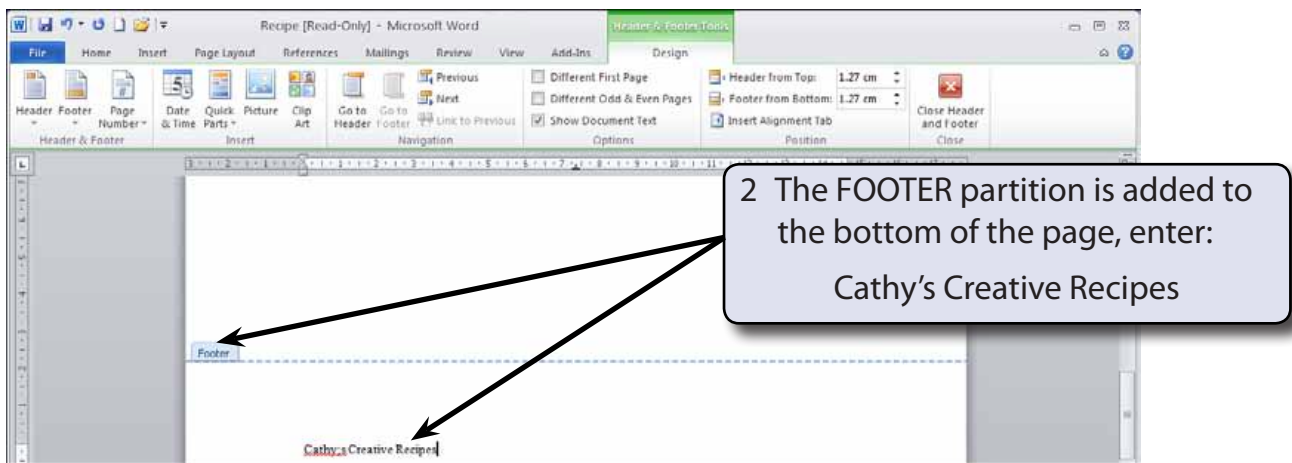 Recipe [Read-Only] - Microsoft Word
Header & Footer Tools
File Home Insert Page Layout References Mailings Review View Add-Ins Design
Previous
Different First Page
Header from Top: 1.27 cm
Next
Different Odd & Even Pages
Footer from Bottom: 1.27 cm
Header Footer Page Number
Date & Time Quick Parts Picture Clip Art
Go to Header Go to Footer Link to Previous
Show Document Text
Insert Alignment Tab
Close Header and Footer
Header & Footer Insert Navigation Options Position Close
2 The FOOTER partition is added to
the bottom of the page, enter:
Cathy’s Creative Recipes
Footer
Cathy's Creative Recipes